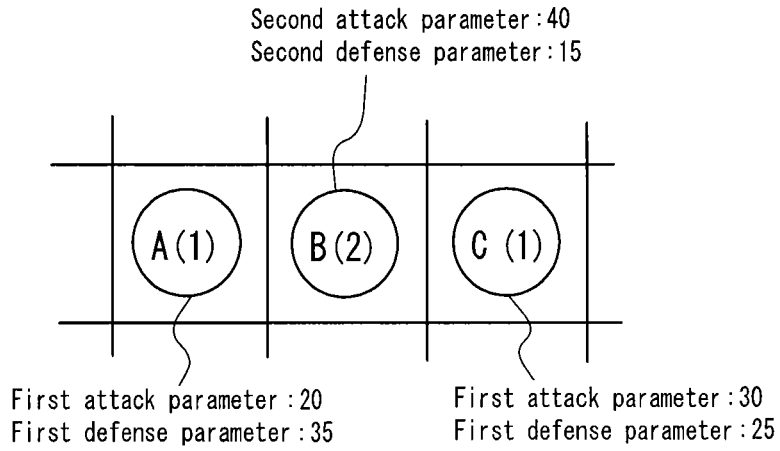 Second attack parameter:40
Second defense parameter:15
A(1)
B(2)
C (1)
First attack parameter:20
First defense parameter:35
First attack parameter:30
First defense parameter:25